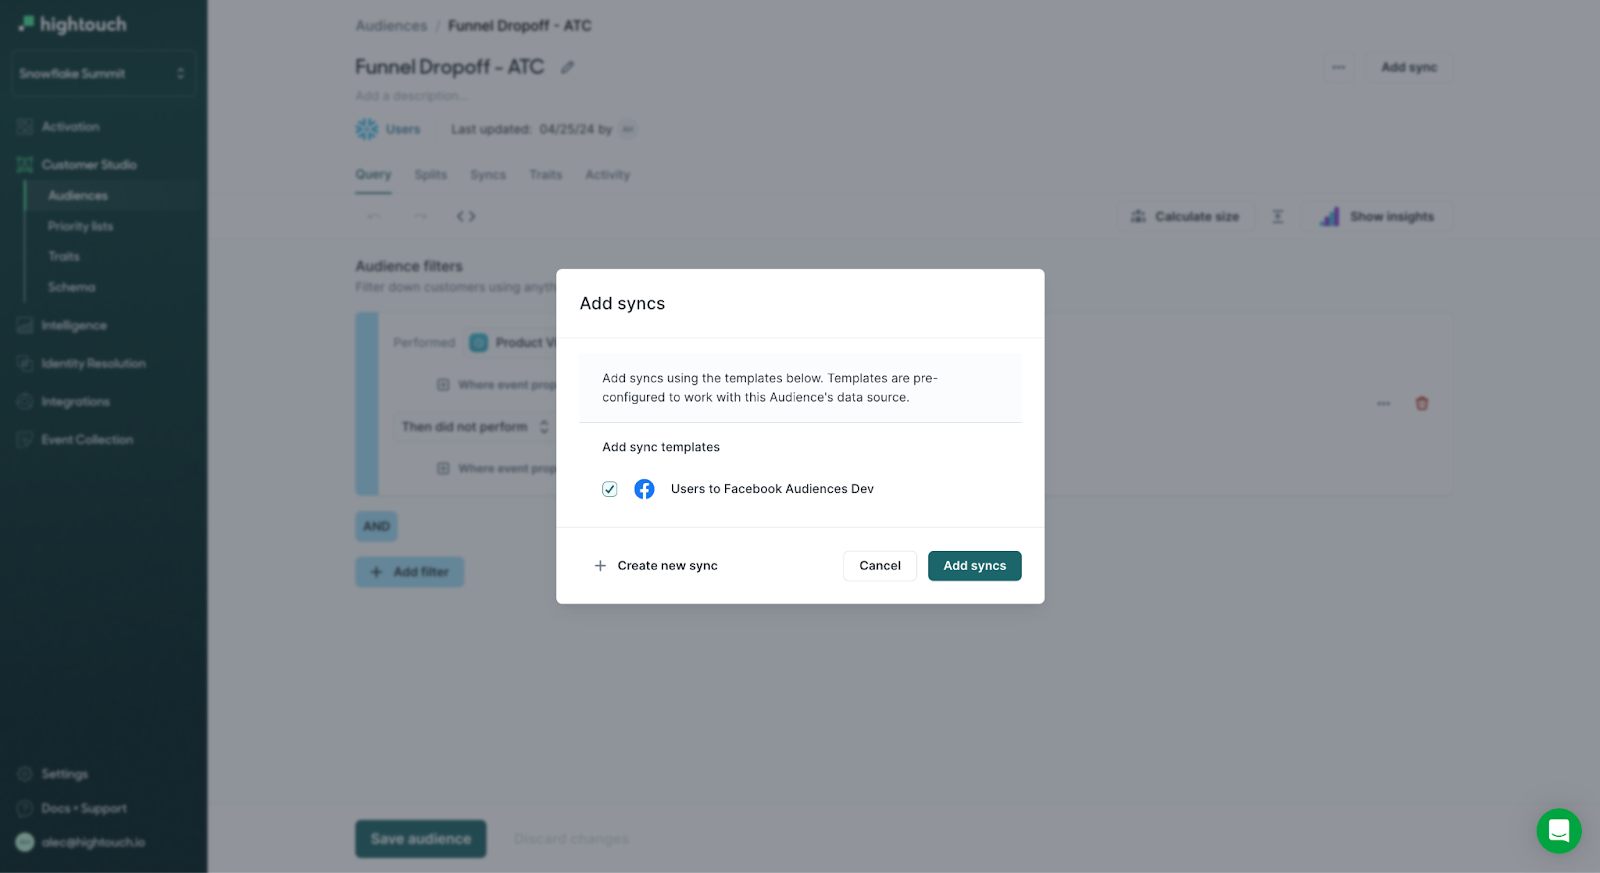 hightouch
Snowflake Summit
Activation
Customer Studio
Audiences
Priority lists
Traits
Schema
Intelligence
Identity Resolution
Integrations
Event Collection
Settings
Docs • Support
alec@hightouch.io
Audiences / Funnel Dropoff - ATC
Funnel Dropoff - ATC
Add sync
Add a description...
Users
Last updated: 04/25/24 by
Query Splits Syncs Traits Activity
Calculate size
Show insights
Audience filters
Filter down customers using
Performed Product
Where event
Then did not perform
Where event
AND
+ Add filter
Save audience
Discard changes
Add syncs
Add syncs using the templates below. Templates are pre-
configured to work with this Audience's data source.
Add sync templates
Users to Facebook Audiences Dev
+ Create new sync
Cancel
Add syncs